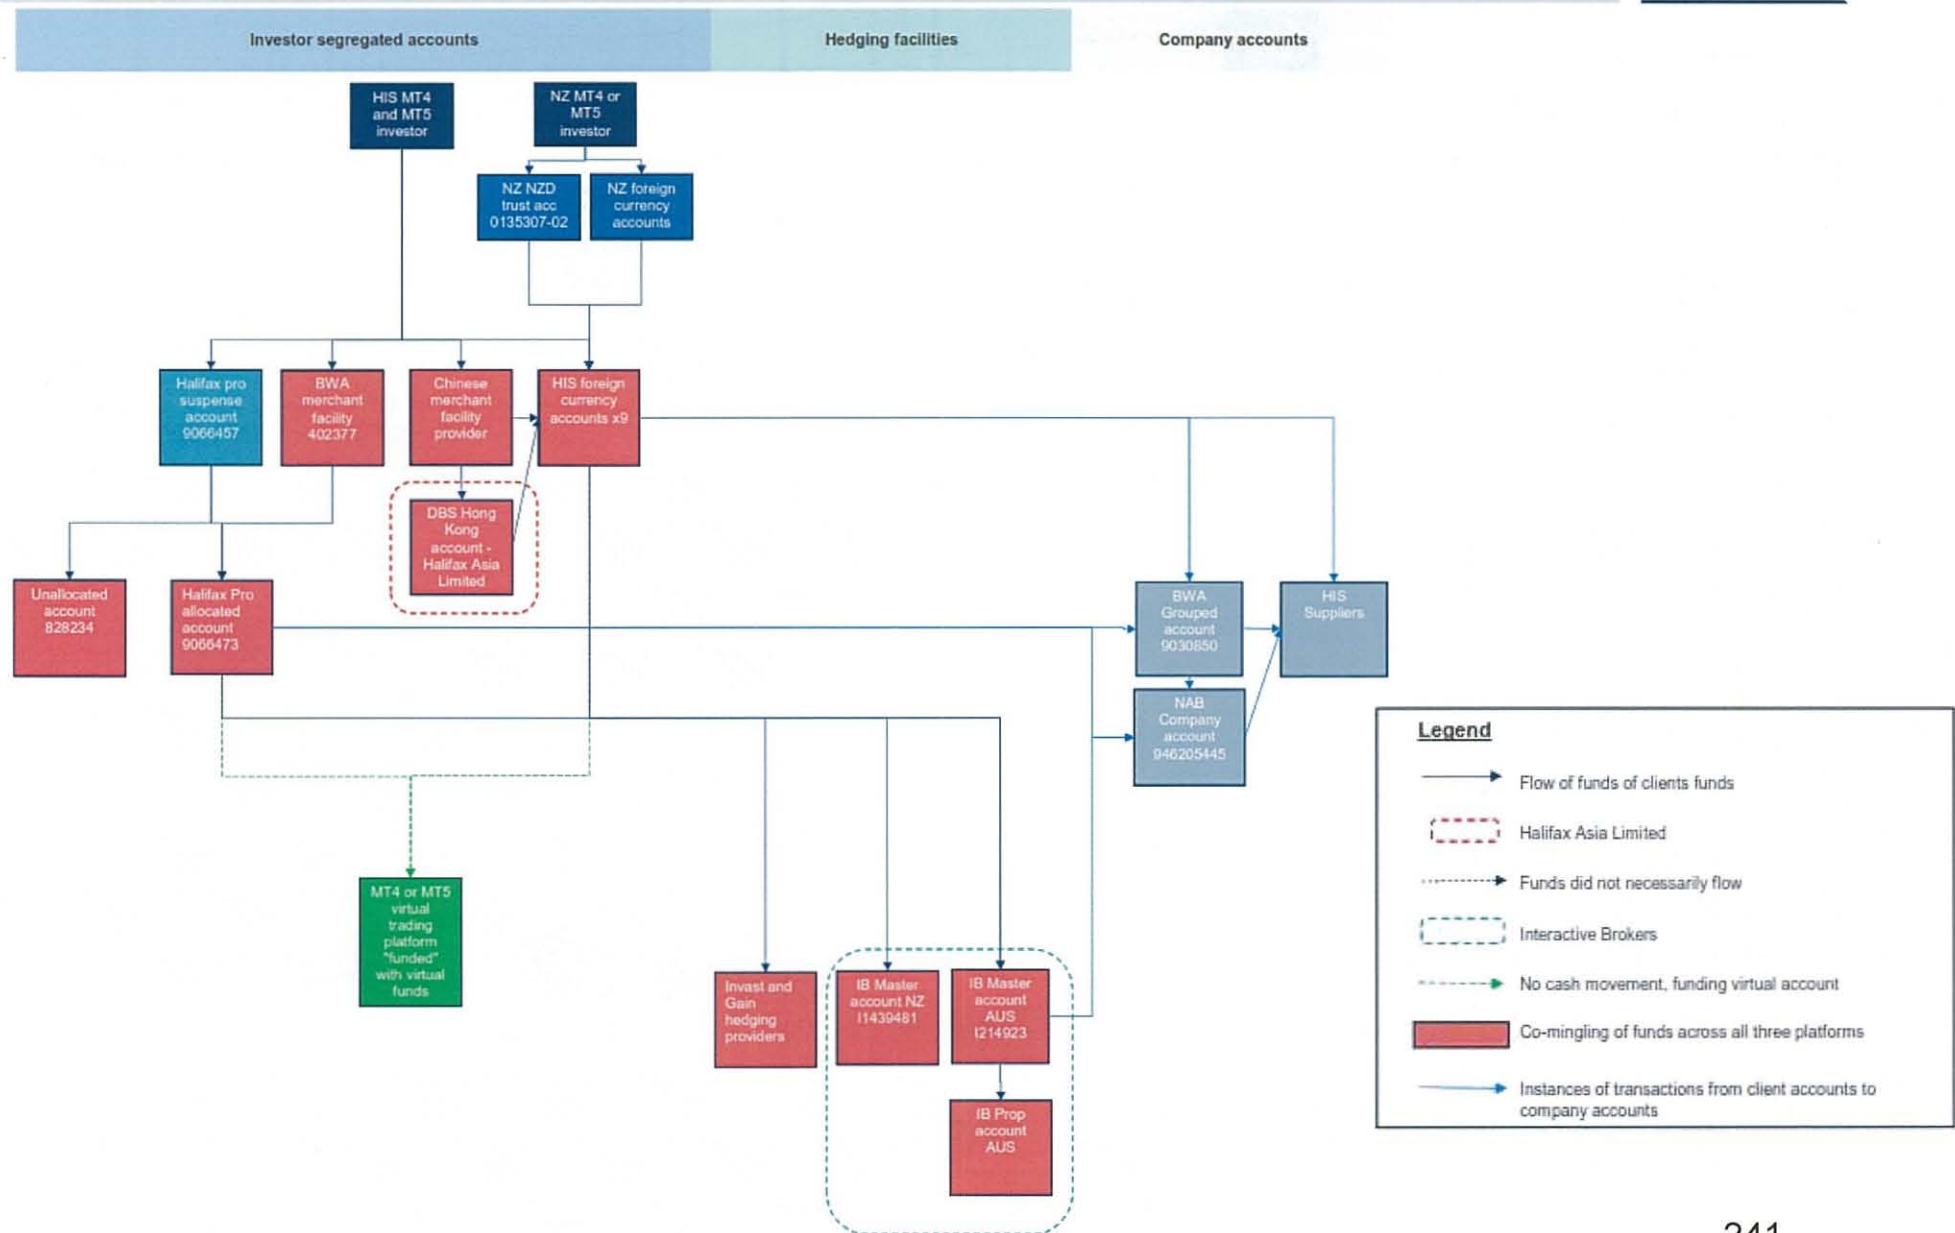 Investor segregated accounts
Hedging facilities
Company accounts
HIS MT4
and MT5
investor
NZ MT4 or
MT5
investor
NZ NZD
trust acc
0135307-02
NZ foreign
currency
accounts
Halifax pro
suspense
account
9066457
BWA
merchant
facility
402377
Chinese
merchant
facility
provider
HIS foreign
currency
accounts x9
DBS Hong
Kong
account -
Halifax Asia
Limited
Unallocated
account
828234
Halifax Pro
allocated
account
9066473
BWA
Grouped
account
9030850
HIS
Suppliers
NAB
Company
account
946205445
MT4 or MT5
virtual
trading
platform
"funded"
with virtual
funds
Invast and
Gain
hedging
providers
IB Master
account NZ
I1439481
IB Master
account
AUS
I214923
IB Prop
account
AUS
Legend
Flow of funds of clients funds
Halifax Asia Limited
Funds did not necessarily flow
Interactive Brokers
No cash movement, funding virtual account
Co-mingling of funds across all three platforms
Instances of transactions from client accounts to
company accounts